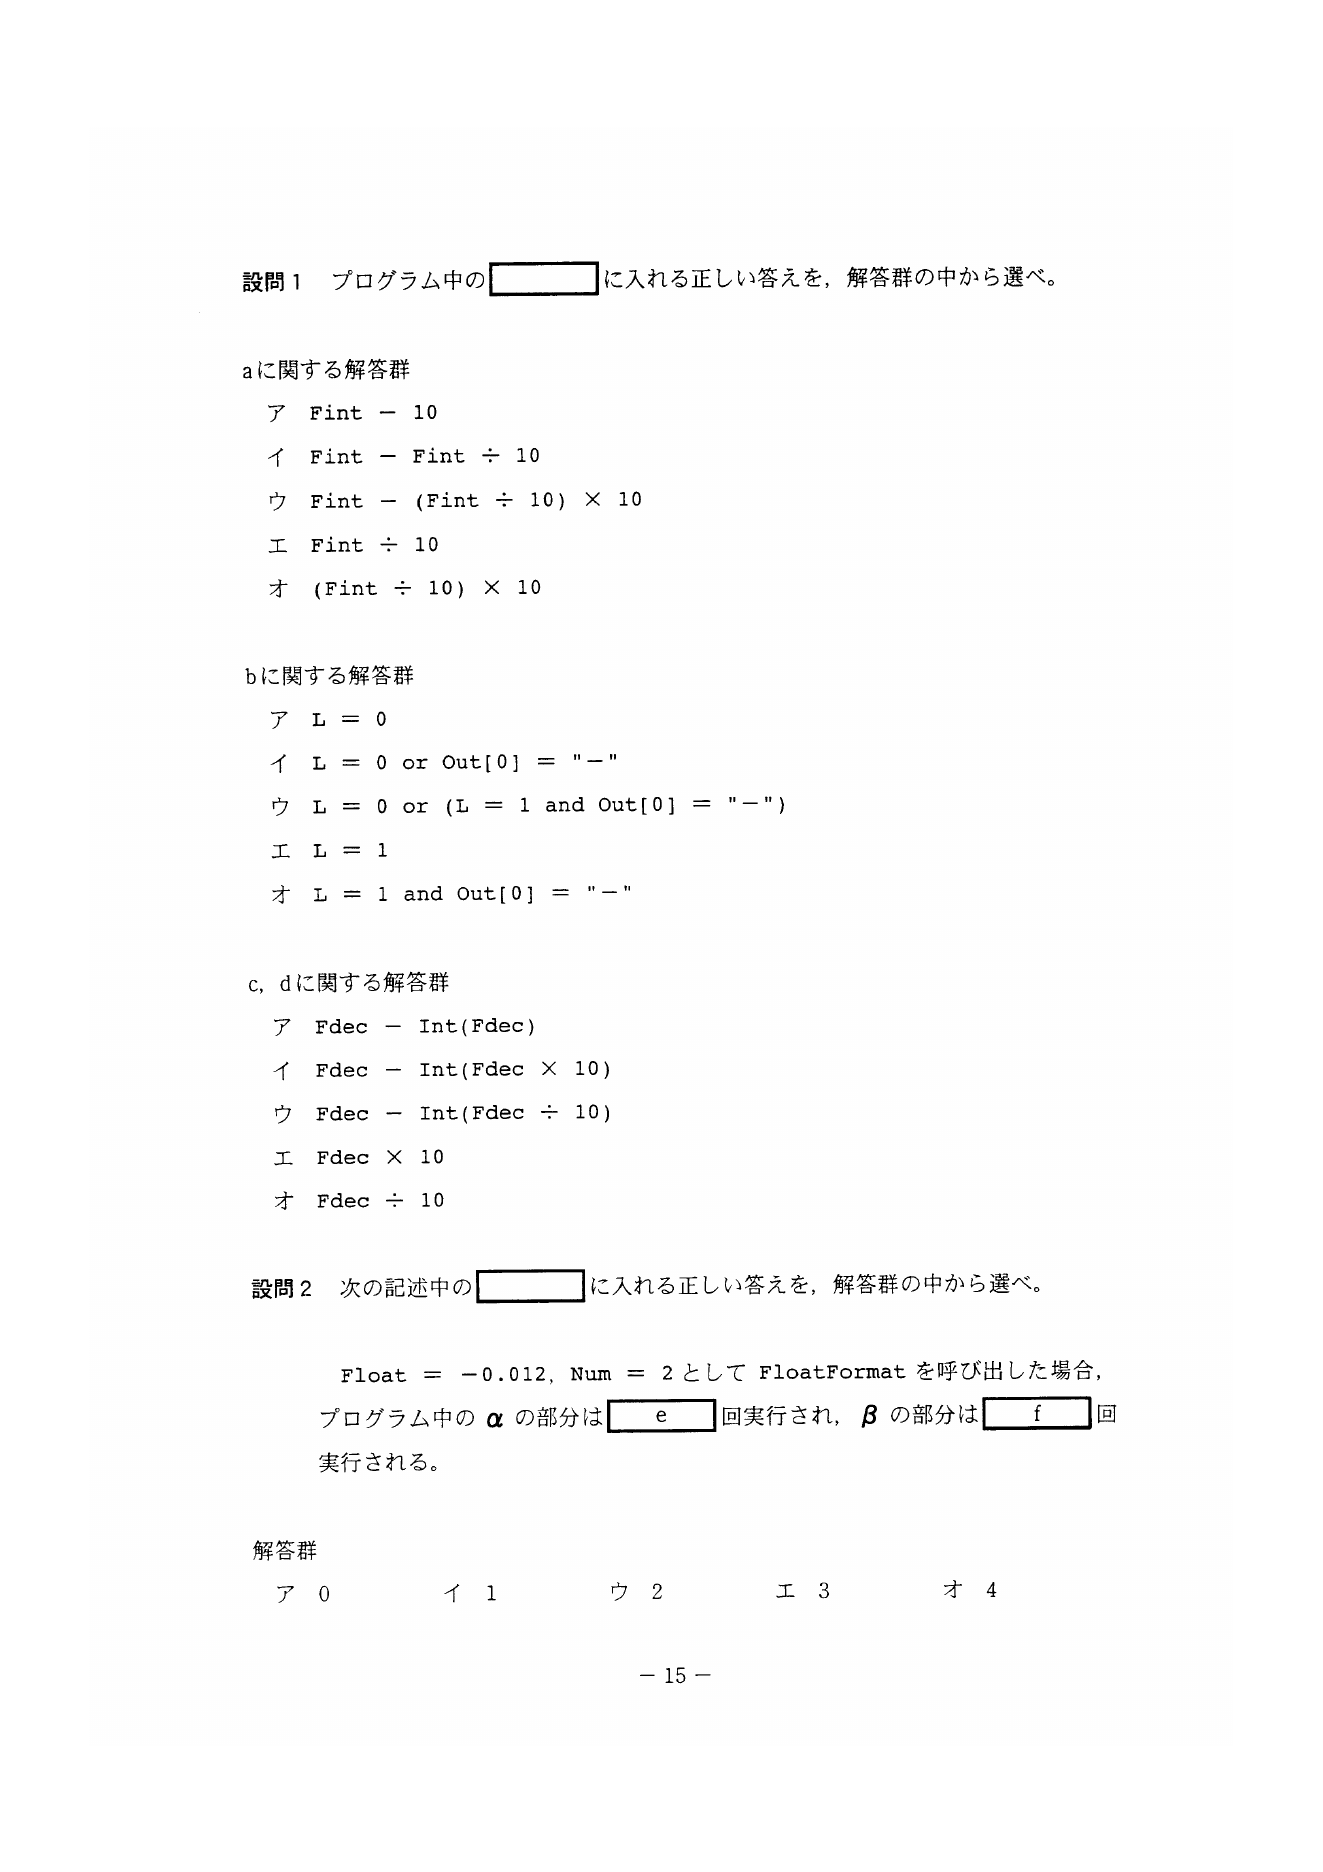 設問1 プログラム中の に入れる正しい答えを，解答群の中から選べ。
aに関する解答群
ア Fint － 10
イ Fint － Fint ÷ 10
ウ Fint － (Fint ÷ 10) × 10
エ Fint ÷ 10
オ (Fint ÷ 10) × 10
bに関する解答群
ア L ＝ 0
イ L ＝ 0 or Out[0] ＝ "－"
ウ L ＝ 0 or (L ＝ 1 and Out[0] ＝ "－")
エ L ＝ 1
オ L ＝ 1 and Out[0] ＝ "－"
c，dに関する解答群
ア Fdec － Int(Fdec)
イ Fdec － Int(Fdec × 10)
ウ Fdec － Int(Fdec ÷ 10)
エ Fdec × 10
オ Fdec ÷ 10
設問2 次の記述中の に入れる正しい答えを，解答群の中から選べ。
Float ＝ －0.012，Num ＝ 2 として FloatFormat を呼び出した場合，
プログラム中の α の部分は e 回実行され，β の部分は f 回
実行される。
解答群
ア 0 イ 1 ウ 2 エ 3 オ 4
－ 15 －